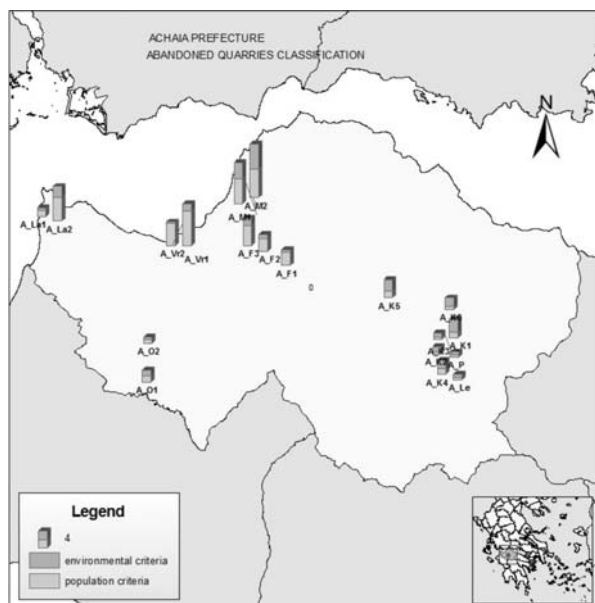 ACHAIA PREFECTURE
ABANDONED QUARRIES CLASSIFICATION
N
A_M2
A_La1
A_La2
A_Vr2
A_Vr1
A_F3
A_F2
A_F1
0
A_K5
A_K1
A_O2
A_P
A_K4
A_Le
A_O1
Legend
4
environmental criteria
population criteria